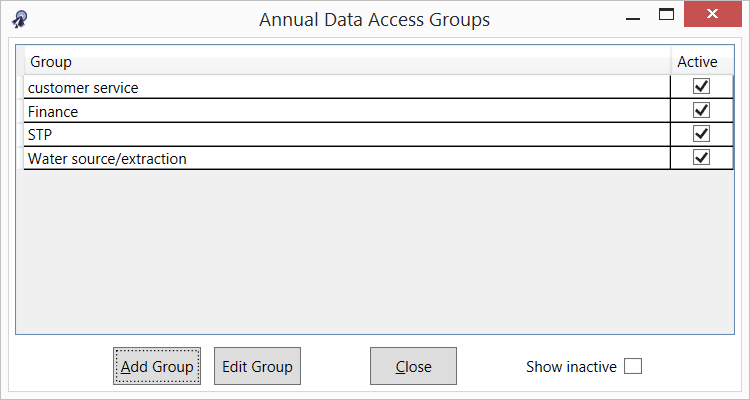 Annual Data Access Groups
Group Active
customer service
Finance
STP
Water source/extraction
Add Group Edit Group Close Show inactive